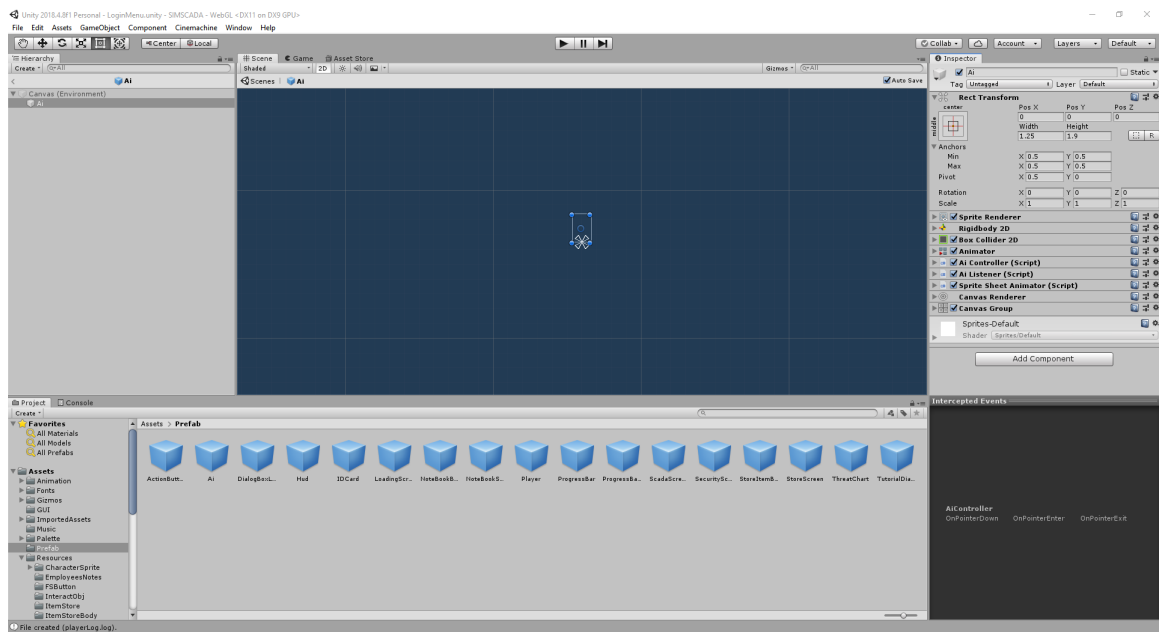 Unity 2018.4.8f1 Personal - LoginMenu.unity - SIMSCADA - WebGL <DX11 on DX9 GPU>
File Edit Assets GameObject Component Cinemachine Window Help
Center Local Collab Account Layers Default
Hierarchy Scene Game Asset Store Inspector
Create All Shaded 2D Gizmos All Ai Static
Ai Scenes Ai Auto Save Tag Untagged Layer Default
Canvas (Environment) Rect Transform
Ai center Pos X Pos Y Pos Z
0 0 0
middle Width Height
1.25 1.9 R
Anchors
Min X 0.5 Y 0.5
Max X 0.5 Y 0.5
Pivot X 0.5 Y 0
Rotation X 0 Y 0 Z 0
Scale X 1 Y 1 Z 1
Sprite Renderer
Rigidbody 2D
Box Collider 2D
Animator
Ai Controller (Script)
Ai Listener (Script)
Sprite Sheet Animator (Script)
Canvas Renderer
Canvas Group
Sprites-Default
Shader Sprites/Default
Add Component
Project Console Intercepted Events
Create
Favorites Assets > Prefab
All Materials
All Models
All Prefabs
Assets ActionButt... Ai DialogBoxL... Hud IDCard LoadingScr... NoteBookB... NoteBookS... Player ProgressBar ProgressBa... ScadaScre... SecuritySc... StoreItemB... StoreScreen ThreatChart TutorialDia...
Animation
Fonts
Gizmos
GUI AiController
ImportedAssets OnPointerDown OnPointerEnter OnPointerExit
Music
Palette
Prefab
Resources
CharacterSprite
EmployeesNotes
FSButton
InteractObj
ItemStore
ItemStoreBody
File created (playerLog.log).